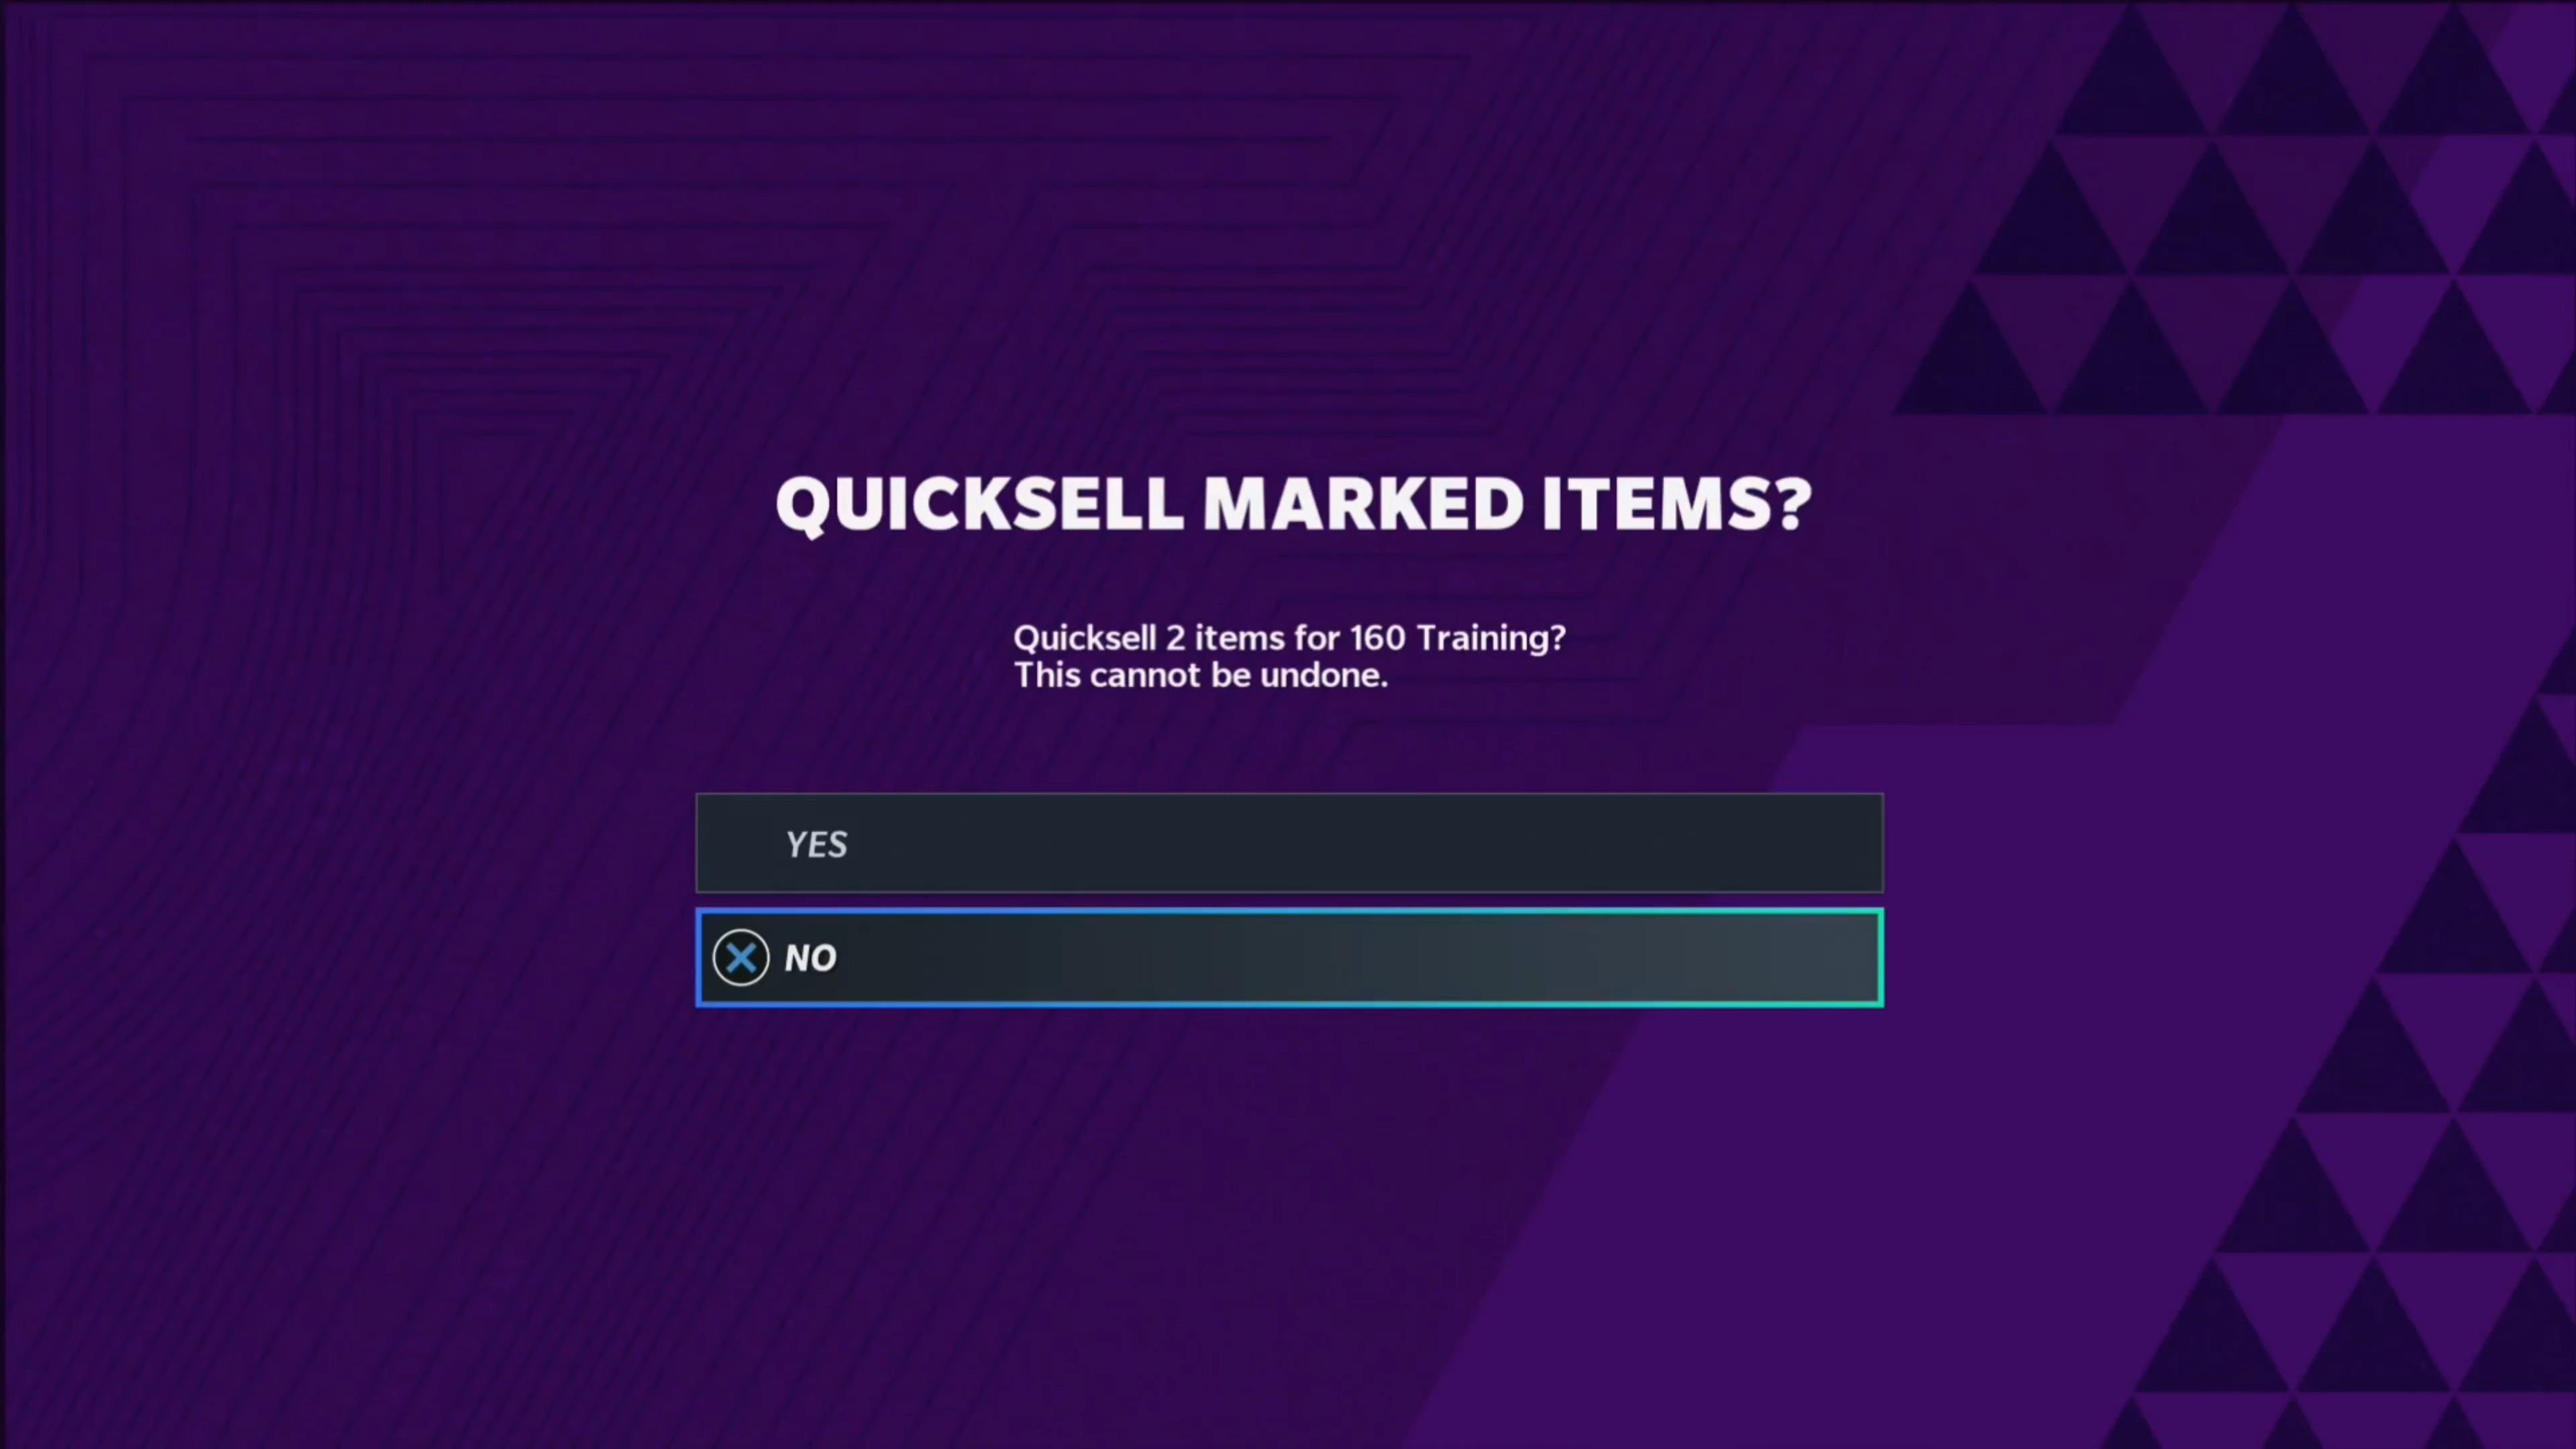 QUICKSELL MARKED ITEMS?
Quicksell 2 items for 160 Training?
This cannot be undone.
YES
NO